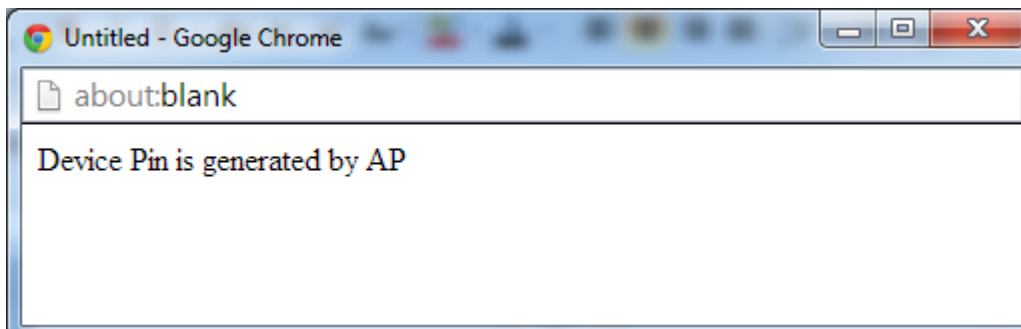 Untitled - Google Chrome
about:blank
Device Pin is generated by AP